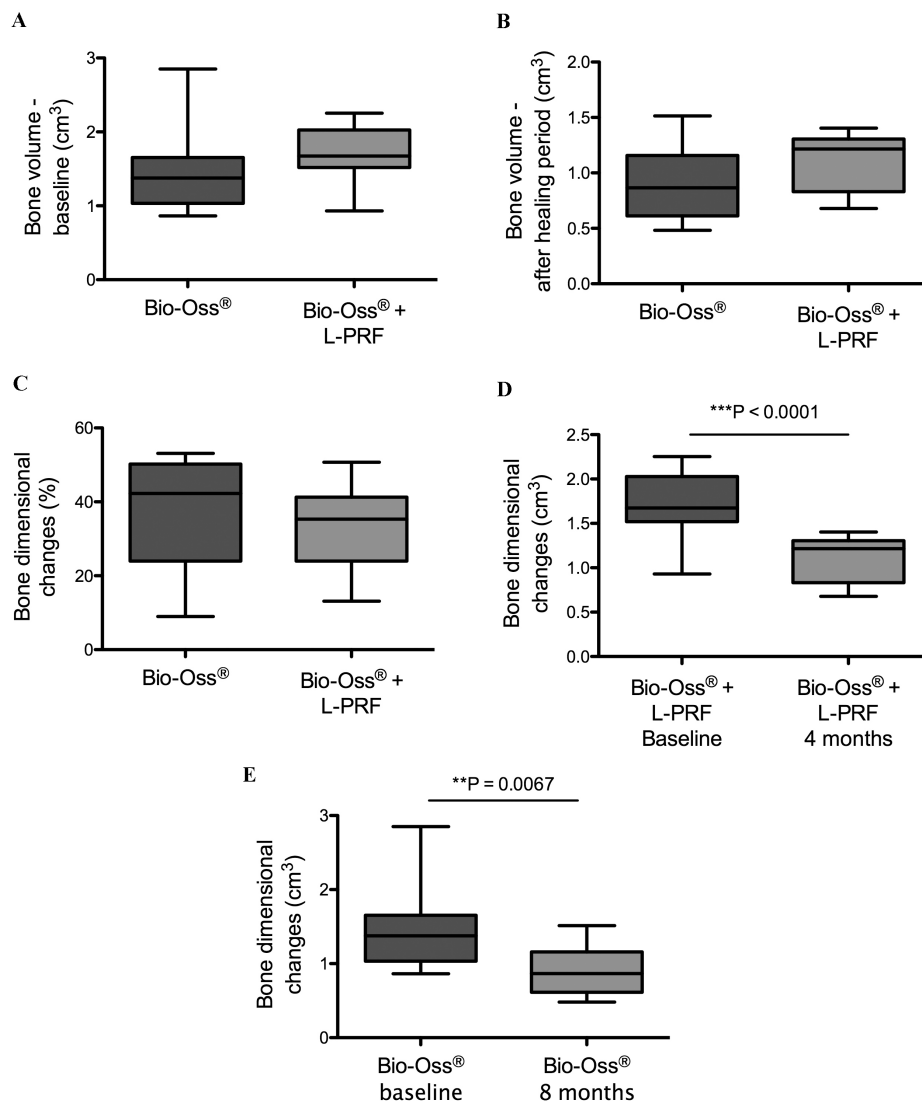 A
Bone volume -
baseline (cm³)
3
2
1
0
Bio-Oss®
Bio-Oss® +
L-PRF
B
Bone volume -
after healing period (cm³)
2.0
1.5
1.0
0.5
0.0
Bio-Oss®
Bio-Oss® +
L-PRF
C
Bone dimensional
changes (%)
60
40
20
0
Bio-Oss®
Bio-Oss® +
L-PRF
D
***P < 0.0001
Bone dimensional
changes (cm³)
2.5
2.0
1.5
1.0
0.5
0.0
Bio-Oss® +
L-PRF
Baseline
Bio-Oss® +
L-PRF
4 months
E
**P = 0.0067
Bone dimensional
changes (cm³)
3
2
1
0
Bio-Oss®
baseline
Bio-Oss®
8 months